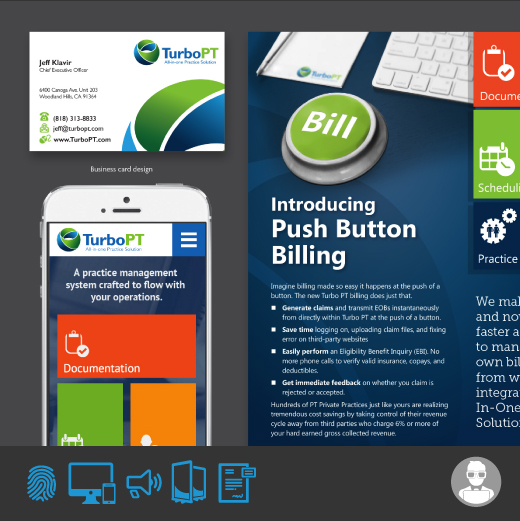 Jeff Klavir
Chief Executive Officer
6400 Canoga Ave. Unit 203
Woodland Hills, CA 91364
(818) 313-8833
jeff@turbopt.com
www.TurboPT.com
TurboPT
All-in-one Practice Solution
Business card design
TurboPT
All-in-one Practice Solution
A practice management
system crafted to flow with
your operations.
Documentation
TurboPT
Bill
Introducing
Push Button
Billing
Imagine billing made so easy it happens at the push of a
button. The new Turbo PT billing does just that.
Generate claims and transmit EOBs instantaneously
from directly within Turbo PT at the push of a button.
Save time logging on, uploading claim files, and fixing
error on third-party websites
Easily perform an Eligibility Benefit Inquiry (EBI). No
more phone calls to verify valid insurance, copays, and
deductibles.
Get immediate feedback on whether you claim is
rejected or accepted.
Hundreds of PT Private Practices just like yours are realizing
tremendous cost savings by taking control of their revenue
cycle away from third parties who charge 6% or more of
your hard earned gross collected revenue.
Docume
Scheduli
Practice
We mak
and no
faster a
to man
own bil
from w
integra
In-One
Solution